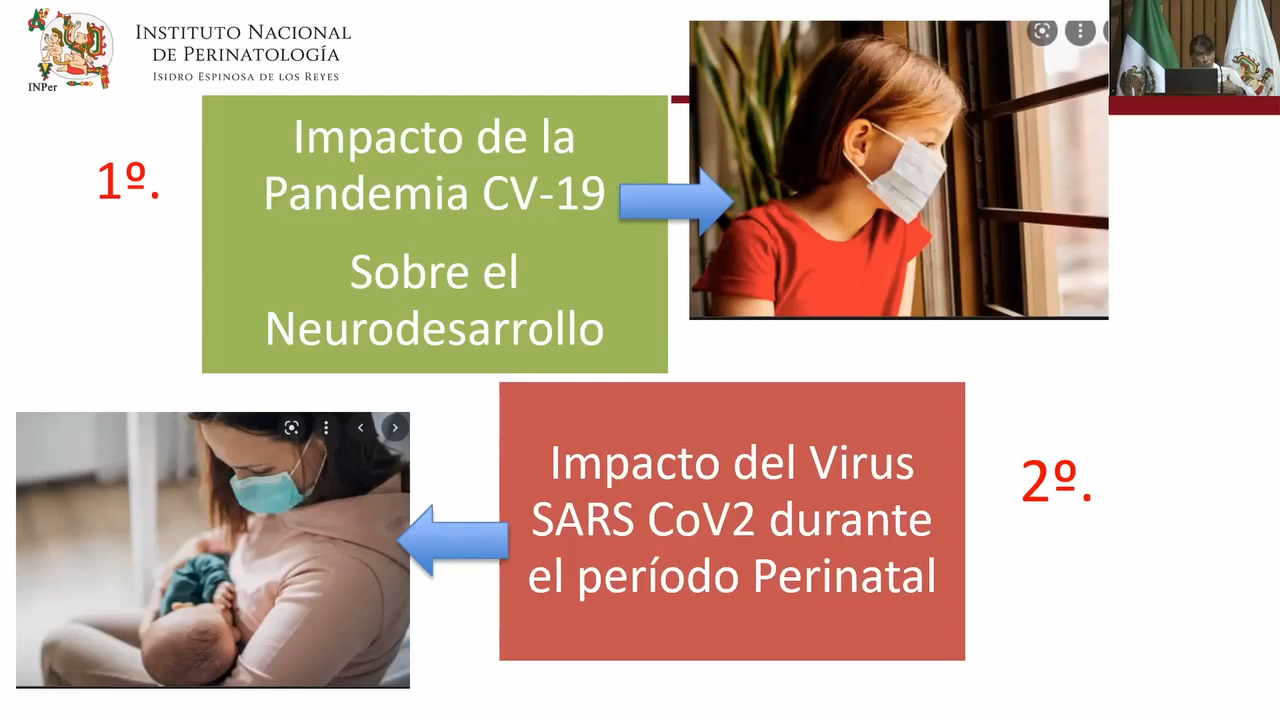 INSTITUTO NACIONAL
DE PERINATOLOGÍA
ISIDRO ESPINOSA DE LOS REYES
INPer
1º.
Impacto de la
Pandemia CV-19
Sobre el
Neurodesarrollo
Impacto del Virus
SARS CoV2 durante
el período Perinatal
2º.